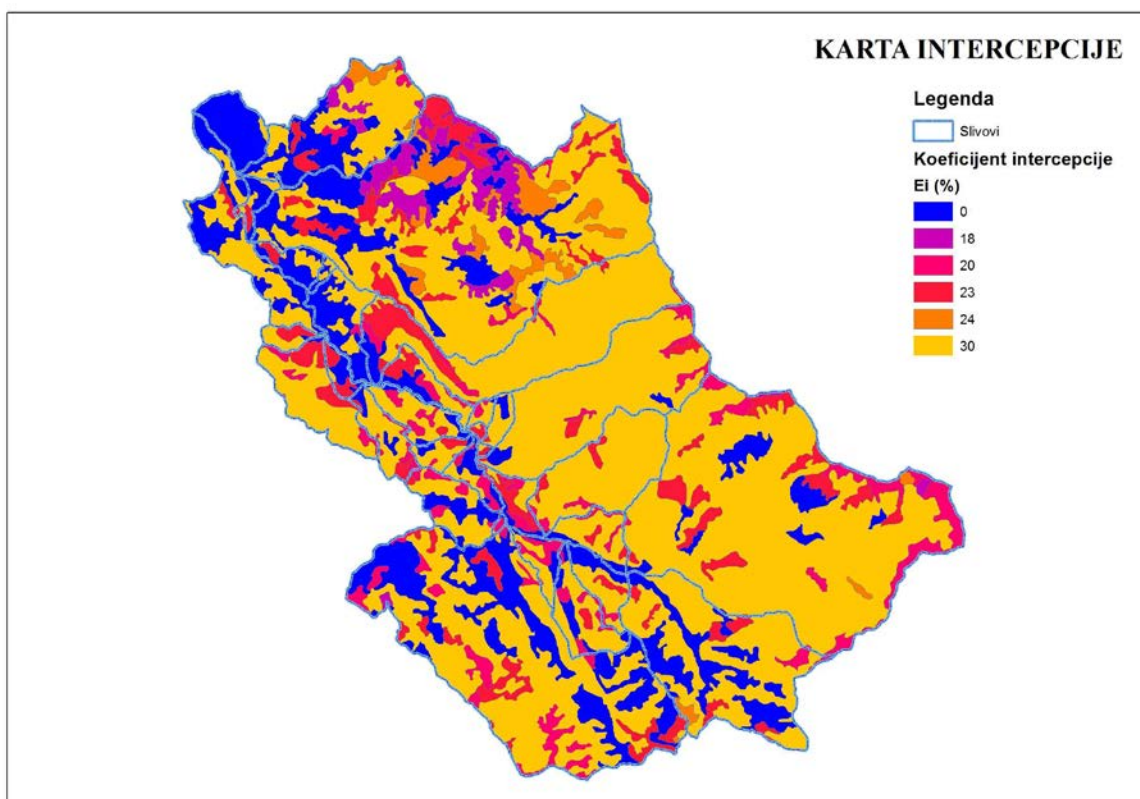 KARTA INTERCEPCIJE
Legenda
Slivovi
Koeficijent intercepcije
Ei (%)
0
18
20
23
24
30